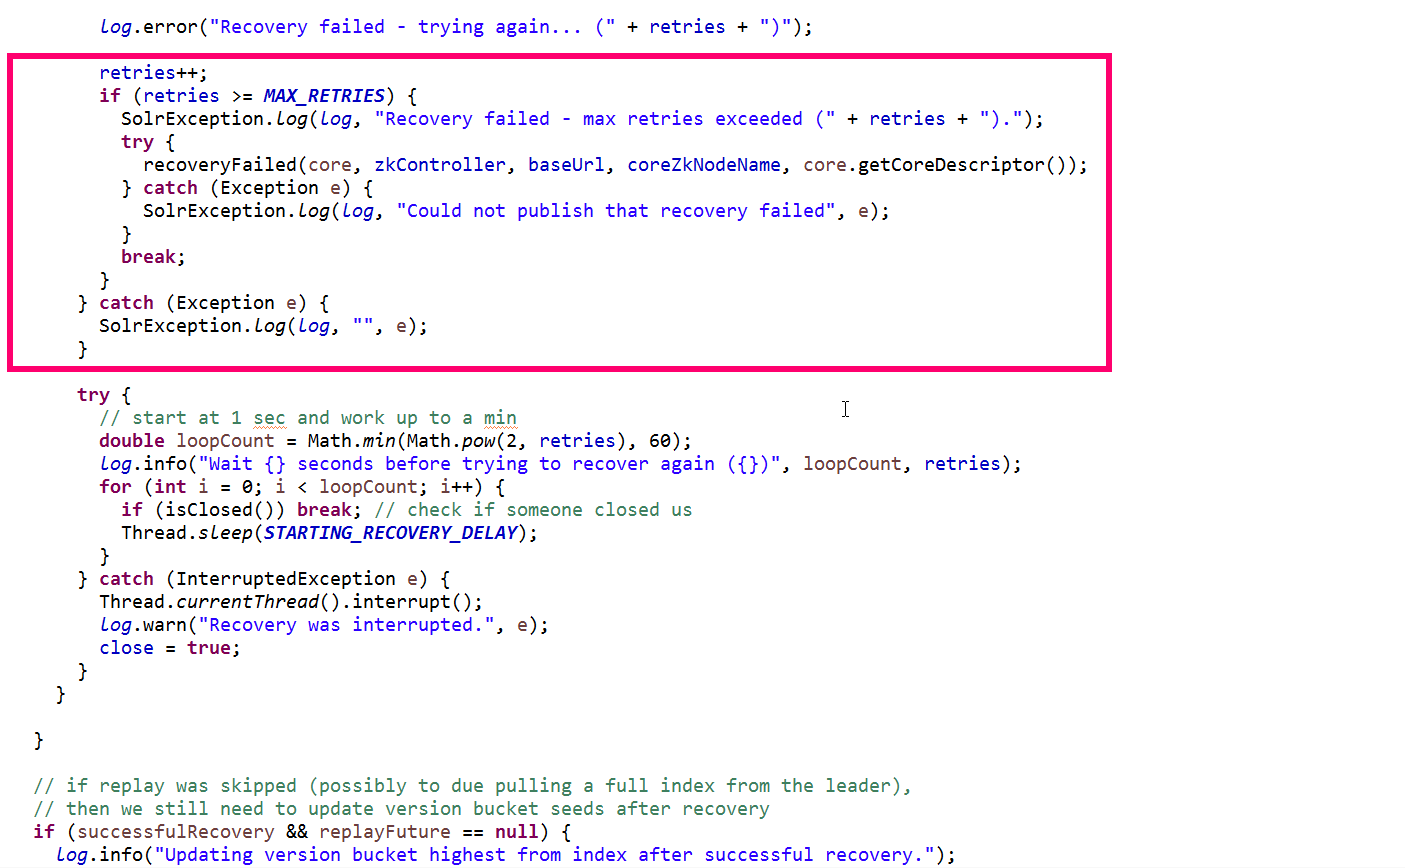 log.error("Recovery failed - trying again... (" + retries + ")");
retries++;
if (retries >= MAX_RETRIES) {
SolrException.log(log, "Recovery failed - max retries exceeded (" + retries + ").");
try {
recoveryFailed(core, zkController, baseUrl, coreZkNodeName, core.getCoreDescriptor());
} catch (Exception e) {
SolrException.log(log, "Could not publish that recovery failed", e);
}
break;
}
} catch (Exception e) {
SolrException.log(log, "", e);
}
try {
// start at 1 sec and work up to a min
double loopCount = Math.min(Math.pow(2, retries), 60);
log.info("Wait {} seconds before trying to recover again ({})", loopCount, retries);
for (int i = 0; i < loopCount; i++) {
if (isClosed()) break; // check if someone closed us
Thread.sleep(STARTING_RECOVERY_DELAY);
}
} catch (InterruptedException e) {
Thread.currentThread().interrupt();
log.warn("Recovery was interrupted.", e);
close = true;
}
}
}
// if replay was skipped (possibly to due pulling a full index from the leader),
// then we still need to update version bucket seeds after recovery
if (successfulRecovery && replayFuture == null) {
log.info("Updating version bucket highest from index after successful recovery.");